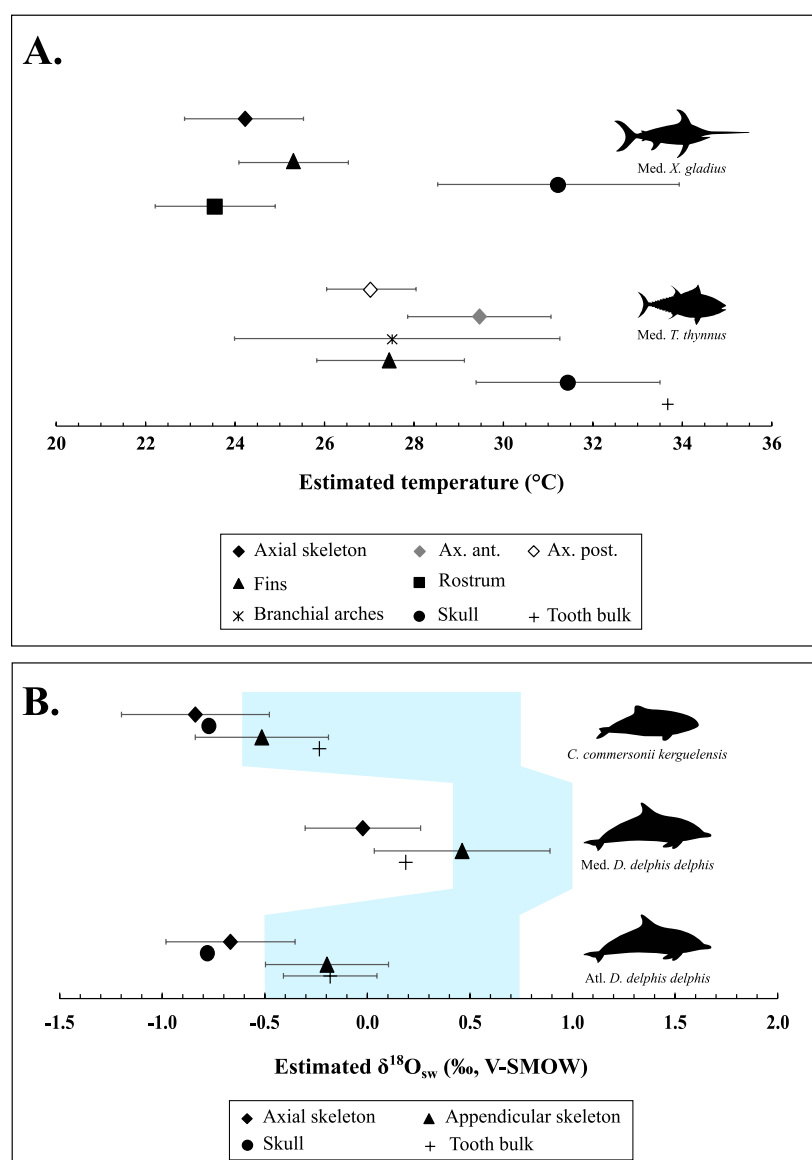 A.
Med. X. gladius
Med. T. thynnus
20 22 24 26 28 30 32 34 36
Estimated temperature (°C)
Axial skeleton Ax. ant. Ax. post.
Fins Rostrum
Branchial arches Skull Tooth bulk
B.
C. commersonii kerguelensis
Med. D. delphis delphis
Atl. D. delphis delphis
-1.5 -1.0 -0.5 0.0 0.5 1.0 1.5 2.0
Estimated δ¹⁸Osw (‰, V-SMOW)
Axial skeleton Appendicular skeleton
Skull Tooth bulk